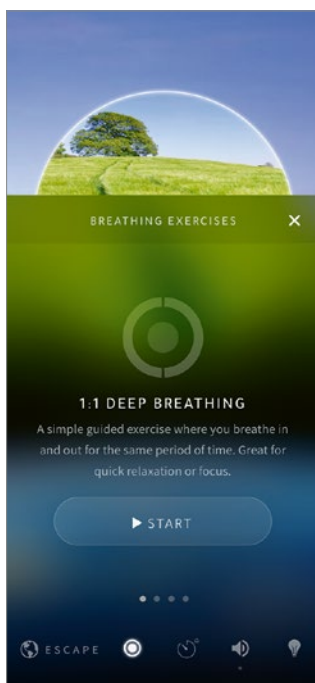 BREATHING EXERCISES
1:1 DEEP BREATHING
A simple guided exercise where you breathe in
and out for the same period of time. Great for
quick relaxation or focus.
START
ESCAPE